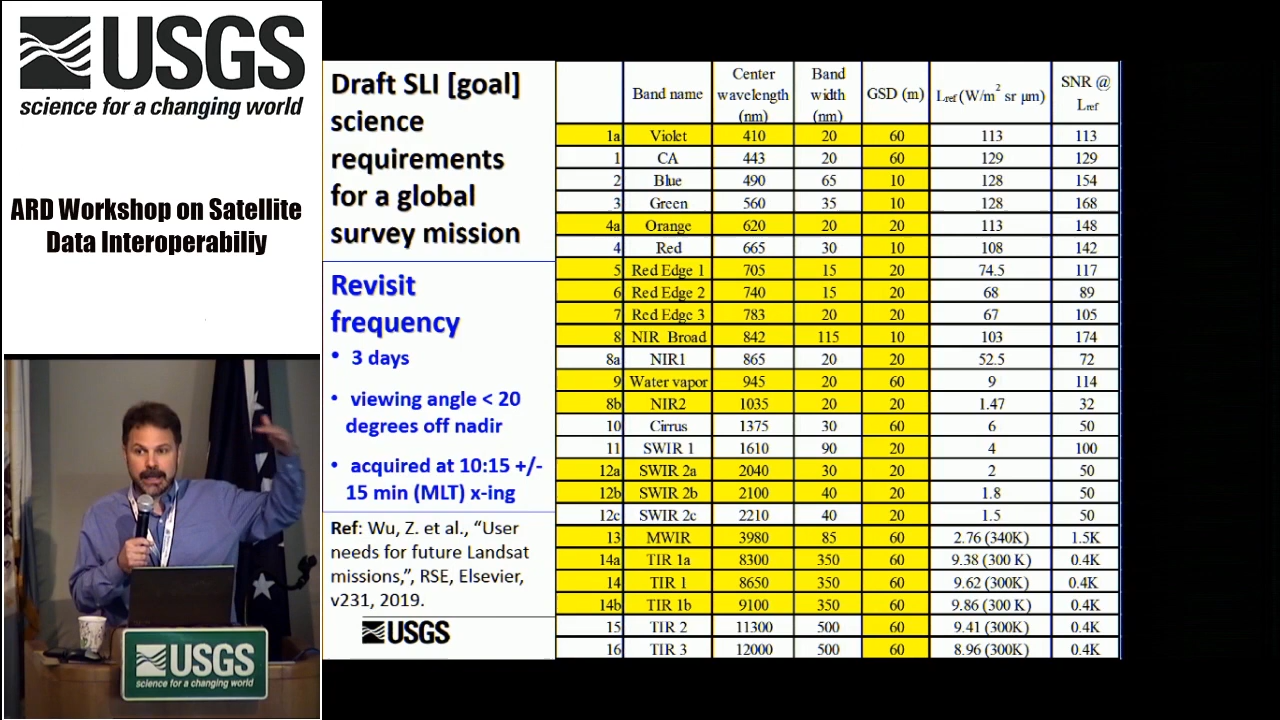 USGS
science for a changing world
ARD Workshop on Satellite
Data Interoperabiliy
Draft SLI [goal]
science
requirements
for a global
survey mission
Revisit
frequency
• 3 days
• viewing angle < 20
degrees off nadir
• acquired at 10:15 +/-
15 min (MLT) x-ing
Ref: Wu, Z. et al., “User
needs for future Landsat
missions,”, RSE, Elsevier,
v231, 2019.
USGS
Band name Center wavelength (nm) Band width (nm) GSD (m) Lref (W/m2 sr µm) SNR @ Lref
1a Violet 410 20 60 113 113
1 CA 443 20 60 129 129
2 Blue 490 65 10 128 154
3 Green 560 35 10 128 168
4a Orange 620 20 20 113 148
4 Red 665 30 10 108 142
5 Red Edge 1 705 15 20 74.5 117
6 Red Edge 2 740 15 20 68 89
7 Red Edge 3 783 20 20 67 105
8 NIR Broad 842 115 10 103 174
8a NIR1 865 20 20 52.5 72
9 Water vapor 945 20 60 9 114
8b NIR2 1035 20 20 1.47 32
10 Cirrus 1375 30 60 6 50
11 SWIR 1 1610 90 20 4 100
12a SWIR 2a 2040 30 20 2 50
12b SWIR 2b 2100 40 20 1.8 50
12c SWIR 2c 2210 40 20 1.5 50
13 MWIR 3980 85 60 2.76 (340K) 1.5K
14a TIR 1a 8300 350 60 9.38 (300 K) 0.4K
14 TIR 1 8650 350 60 9.62 (300K) 0.4K
14b TIR 1b 9100 350 60 9.86 (300 K) 0.4K
15 TIR 2 11300 500 60 9.41 (300K) 0.4K
16 TIR 3 12000 500 60 8.96 (300K) 0.4K
USGS
science for a changing world